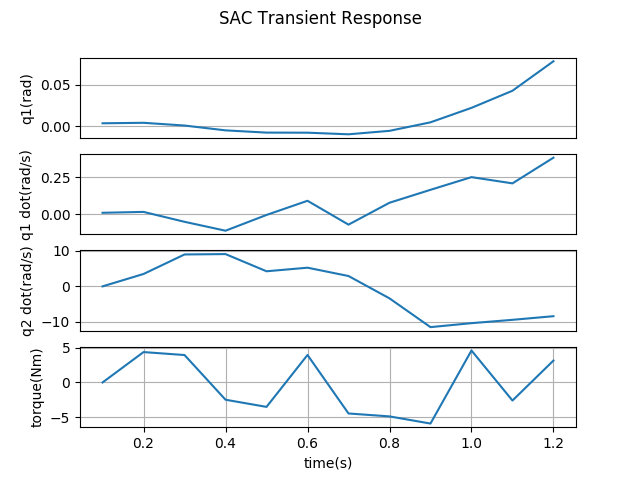 SAC Transient Response
q1(rad)
0.05
0.00
q1 dot(rad/s)
0.25
0.00
q2 dot(rad/s)
10
0
−10
torque(Nm)
5
0
−5
0.2 0.4 0.6 0.8 1.0 1.2
time(s)